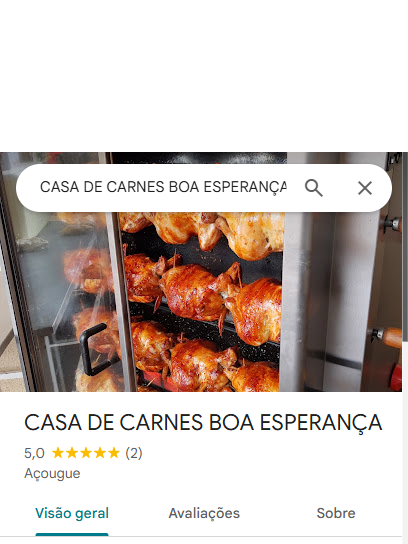 CASA DE CARNES BOA ESPERANÇA
CASA DE CARNES BOA ESPERANÇA
5,0 ★★★★★ (2)
Açougue
Visão geral Avaliações Sobre